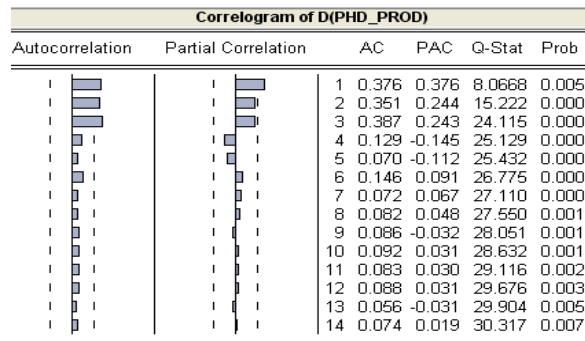 Correlogram of D(PHD_PROD)
Autocorrelation Partial Correlation AC PAC Q-Stat Prob
1 0.376 0.376 8.0668 0.005
2 0.351 0.244 15.222 0.000
3 0.387 0.243 24.115 0.000
4 0.129 -0.145 25.129 0.000
5 0.070 -0.112 25.432 0.000
6 0.146 0.091 26.775 0.000
7 0.072 0.067 27.110 0.000
8 0.082 0.048 27.550 0.001
9 0.086 -0.032 28.051 0.001
10 0.092 0.031 28.632 0.001
11 0.083 0.030 29.116 0.002
12 0.088 0.031 29.676 0.003
13 0.056 -0.031 29.904 0.005
14 0.074 0.019 30.317 0.007